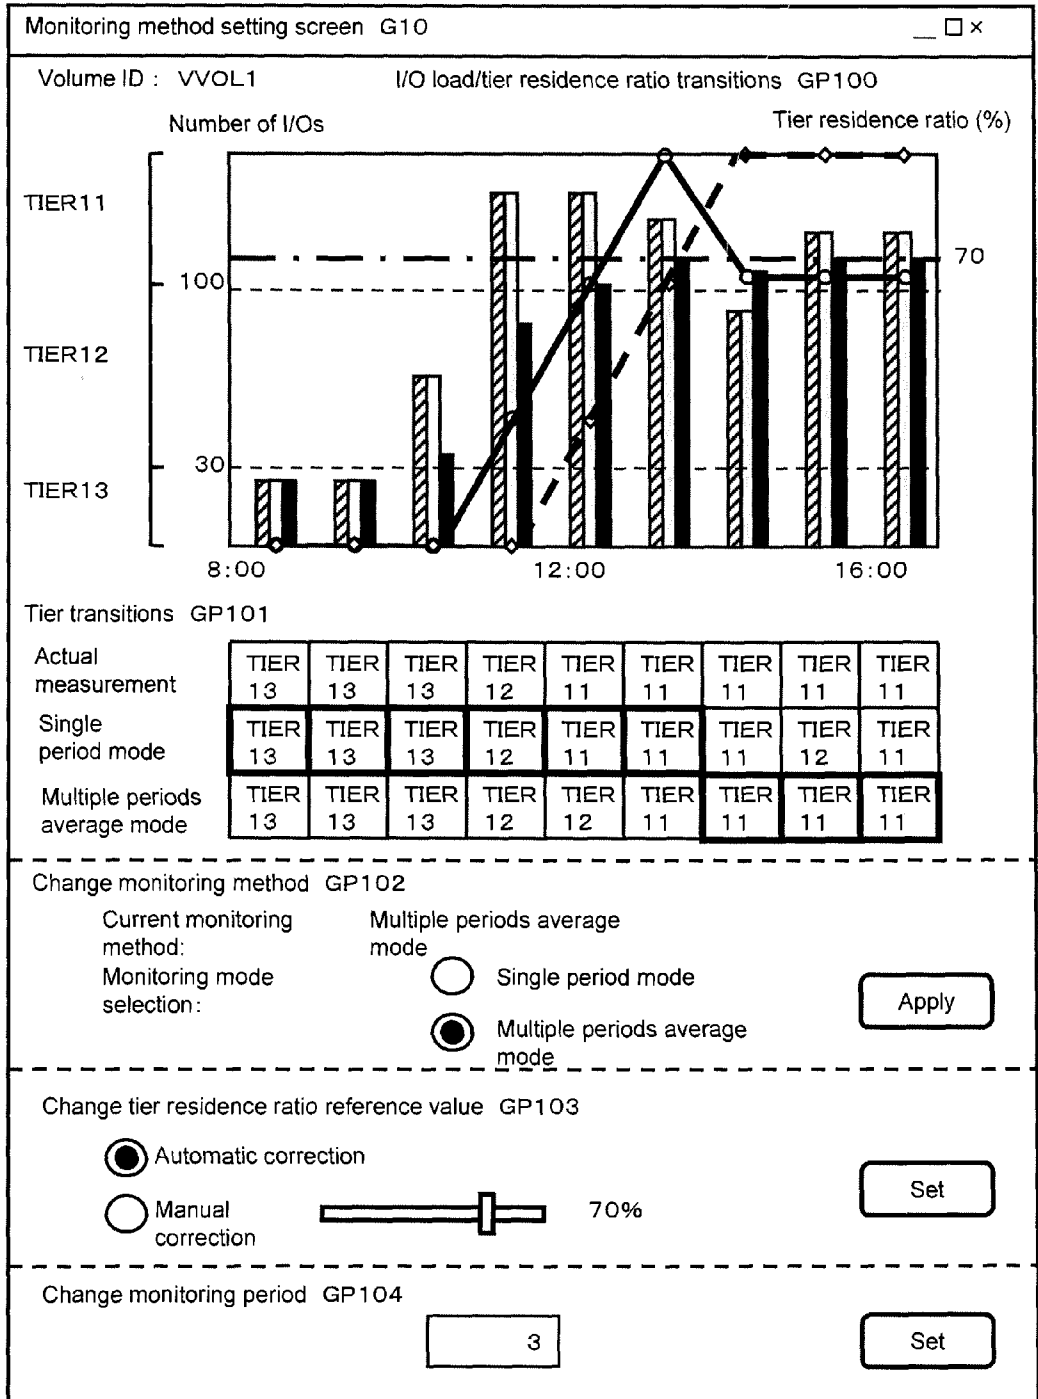 Monitoring method setting screen G10
Volume ID : VVOL1 I/O load/tier residence ratio transitions GP100
Number of I/Os Tier residence ratio (%)
TIER11
70
100
TIER12
30
TIER13
8:00 12:00 16:00
Tier transitions GP101
Actual measurement TIER 13 TIER 13 TIER 13 TIER 12 TIER 11 TIER 11 TIER 11 TIER 11 TIER 11
Single period mode TIER 13 TIER 13 TIER 13 TIER 12 TIER 11 TIER 11 TIER 11 TIER 12 TIER 11
Multiple periods average mode TIER 13 TIER 13 TIER 13 TIER 12 TIER 12 TIER 11 TIER 11 TIER 11 TIER 11
Change monitoring method GP102
Current monitoring method: Multiple periods average mode
Monitoring mode selection: Single period mode
Multiple periods average mode
Apply
Change tier residence ratio reference value GP103
Automatic correction
Manual correction 70%
Set
Change monitoring period GP104
3 Set